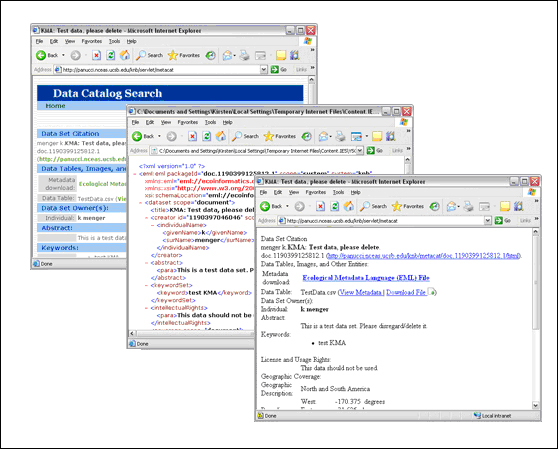 KMA: Test data, please delete - Microsoft Internet Explorer
File Edit View Favorites Tools Help
Back Search Favorites
Address http://panucci.nceas.ucsb.edu/knb/servlet/metacat Go Links
Data Catalog Search
Home
Data Set Citation
menger k KMA: Test data, please
doc.1190399125812.1
(http://panucci.nceas.ucsb.
Data Tables, Images, and
Metadata download: Ecological Metada
Data Table: TestData.csv (View
Data Set Owner(s):
Individual: k menger
Abstract:
This is a test data
Keywords:
Done
C:\Documents and Settings\Kirsten\Local Settings\Temporary Internet Files\Content.IE
File Edit View Favorites Tools Help
Back Search Favorites
Address C:\Documents and Settings\Kirsten\Local Settings\Temporary Internet Files\Content.IE5\YSC Go Links
<?xml version="1.0" ?>
- <eml:eml packageId="doc.1190399125812.1" scope="system" system="knb"
xmlns:eml="eml://ecoinformatics.
xmlns:xsi="http://www.w3.org/200
xsi:schemaLocation="eml://ecoinfo
- <dataset scope="document">
<title>KMA: Test data, please delet
- <creator id="1190397046046" scop
- <individualName>
<givenName>k</givenName>
<surName>menger</surName>
</individualName>
</creator>
- <abstract>
<para>This is a test data set. P
</abstract>
- <keywordSet>
<keyword>test KMA</keyword>
</keywordSet>
- <intellectualRights>
<para>This data should not be
</intellectualRights>
Done
KMA: Test data, please delete - Microsoft Internet Explorer
File Edit View Favorites Tools Help
Back Search Favorites
Address http://panucci.nceas.ucsb.edu/knb/servlet/metacat Go Links
Data Set Citation
menger k KMA: Test data, please delete
doc.1190399125812.1 (http://panucci.nceas.ucsb.edu/knb/metacat/doc.1190399125812.1/html)
Data Tables, Images, and Other Entities:
Metadata download: Ecological Metadata Language (EML) File
Data Table: TestData.csv (View Metadata | Download File )
Data Set Owner(s):
Individual: k menger
Abstract:
This is a test data set. Please disregard/delete it.
Keywords:
• test KMA
License and Usage Rights:
This data should not be used
Geographic Coverage:
Geographic Description: North and South America
West: -170.375 degrees
Done Local intranet